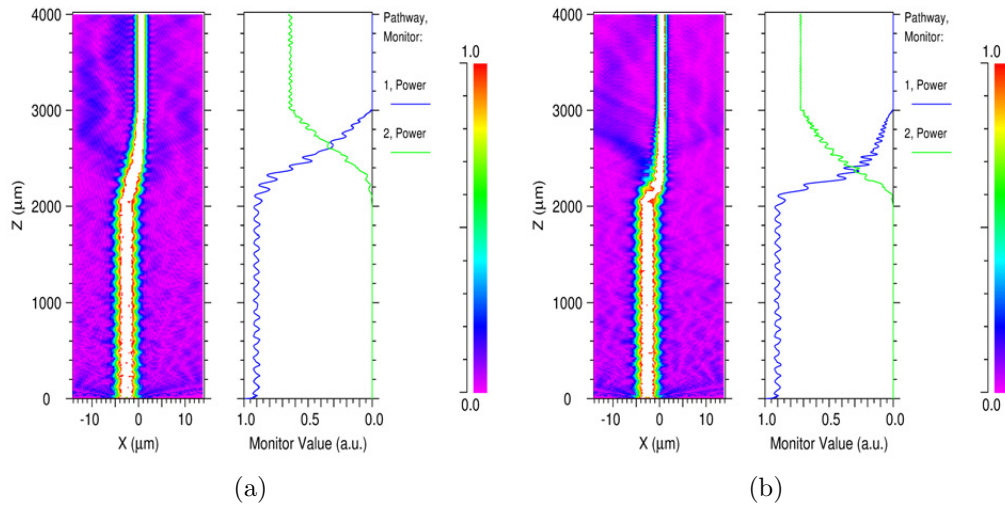 4000
3000
2000
1000
0
Z (µm)
-10
0
10
X (µm)
1.0
0.5
0.0
Monitor Value (a.u.)
Pathway,
Monitor:
1, Power
2, Power
1.0
0.0
(a)
4000
3000
2000
1000
0
Z (µm)
-10
0
10
X (µm)
1.0
0.5
0.0
Monitor Value (a.u.)
Pathway,
Monitor:
1, Power
2, Power
1.0
0.0
(b)